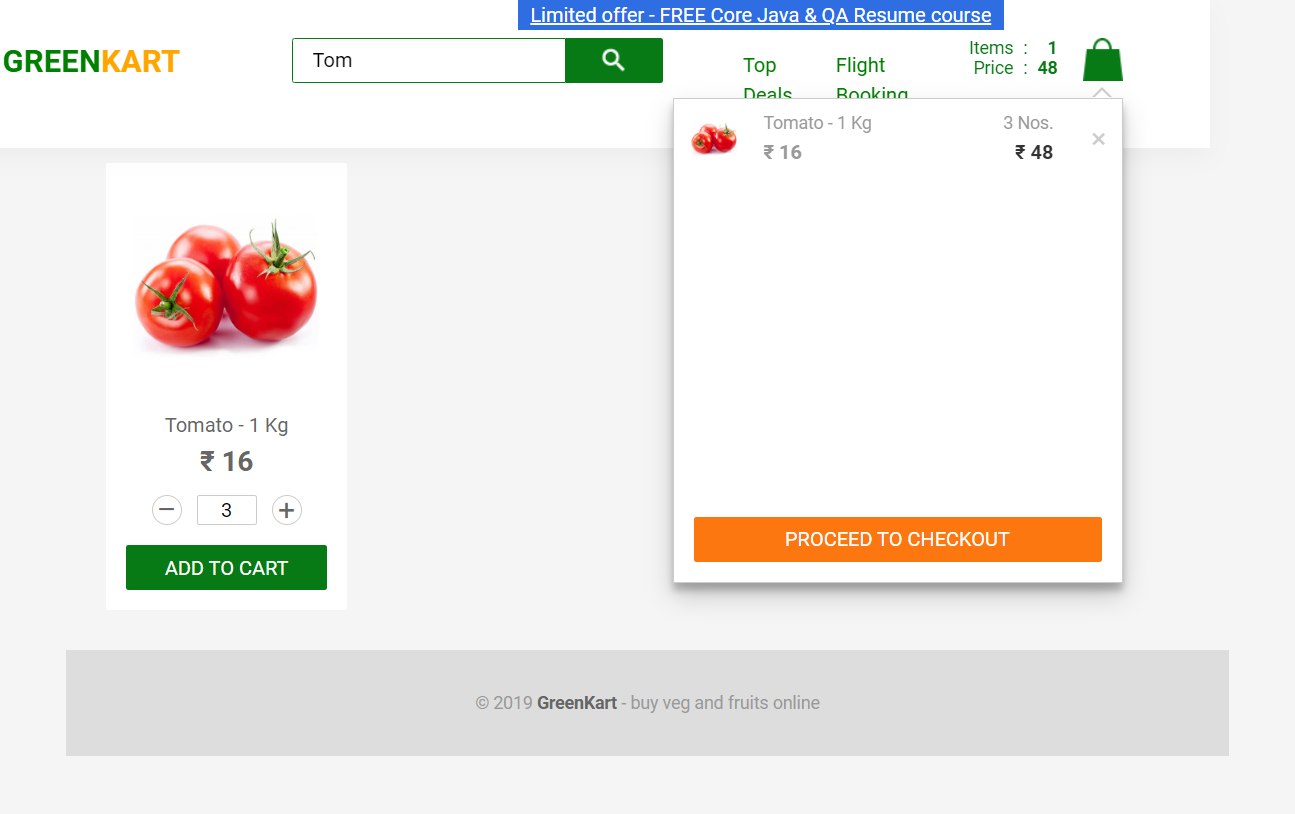 Limited offer - FREE Core Java & QA Resume course
GREENKART
Tom
Top Deals
Flight Booking
Items : 1
Price : 48
Tomato - 1 Kg
₹ 16
3 Nos.
₹ 48
×
PROCEED TO CHECKOUT
Tomato - 1 Kg
₹ 16
− 3 +
ADD TO CART
© 2019 GreenKart - buy veg and fruits online